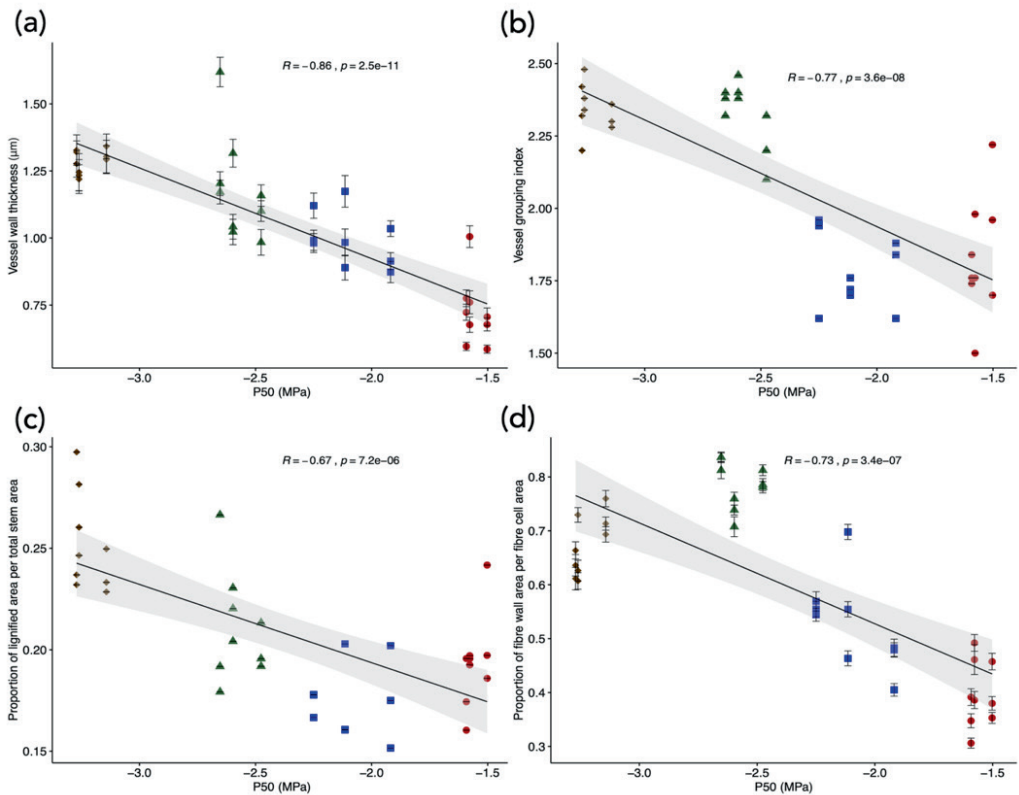 (a)
R = −0.86 , p = 2.5e−11
Vessel wall thickness (µm)
1.50
1.25
1.00
0.75
−3.0
−2.5
−2.0
−1.5
P50 (MPa)
(b)
R = −0.77 , p = 3.6e−08
Vessel grouping index
2.50
2.25
2.00
1.75
1.50
−3.0
−2.5
−2.0
−1.5
P50 (MPa)
(c)
R = −0.67 , p = 7.2e−06
Proportion of lignified area per total stem area
0.30
0.25
0.20
0.15
−3.0
−2.5
−2.0
−1.5
P50 (MPa)
(d)
R = −0.73 , p = 3.4e−07
Proportion of fibre wall area per fibre cell area
0.8
0.7
0.6
0.5
0.4
0.3
−3.0
−2.5
−2.0
−1.5
P50 (MPa)